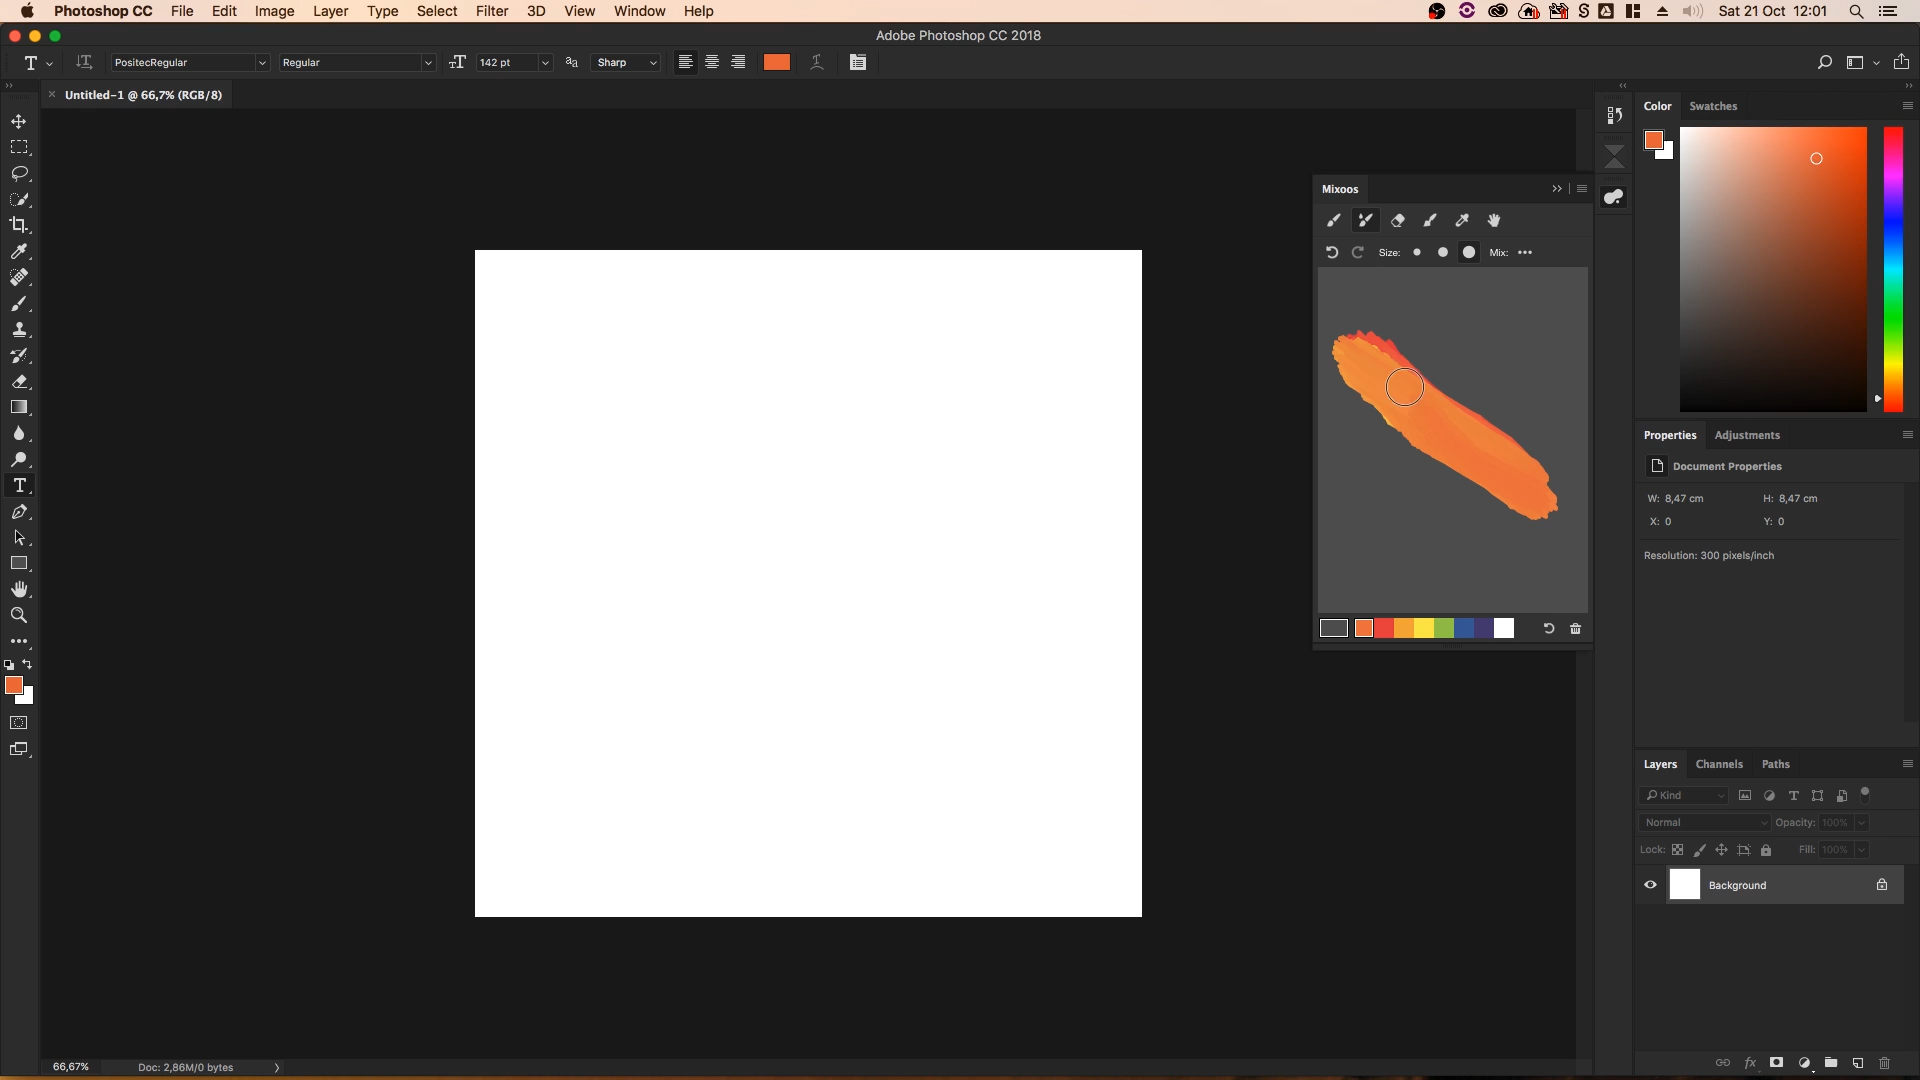 Photoshop CC File Edit Image Layer Type Select Filter 3D View Window Help Sat 21 Oct 12:01
Adobe Photoshop CC 2018
PositecRegular Regular 142 pt Sharp
× Untitled-1 @ 66,7% (RGB/8)
Color Swatches
Mixoos
Size: Mix:
Properties Adjustments
Document Properties
W: 8,47 cm H: 8,47 cm
X: 0 Y: 0
Resolution: 300 pixels/inch
Layers Channels Paths
Kind
Normal Opacity: 100%
Lock: Fill: 100%
Background
fx
66,67% Doc: 2,86M/0 bytes